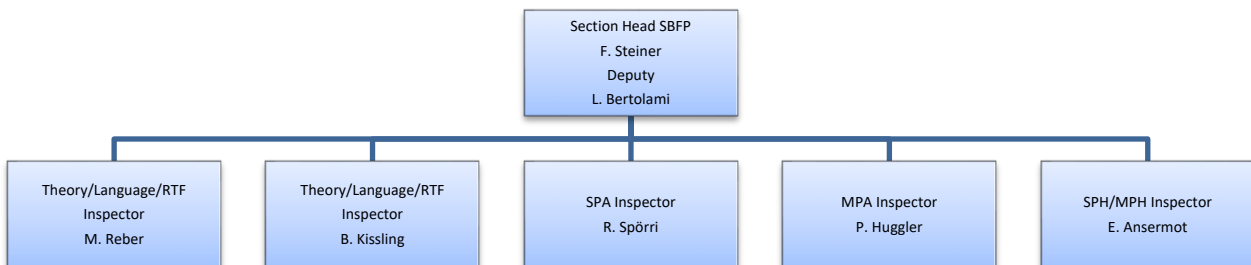 Section Head SBFP
F. Steiner
Deputy
L. Bertolami
Theory/Language/RTF
Inspector
M. Reber
Theory/Language/RTF
Inspector
B. Kissling
SPA Inspector
R. Spörri
MPA Inspector
P. Huggler
SPH/MPH Inspector
E. Ansermot